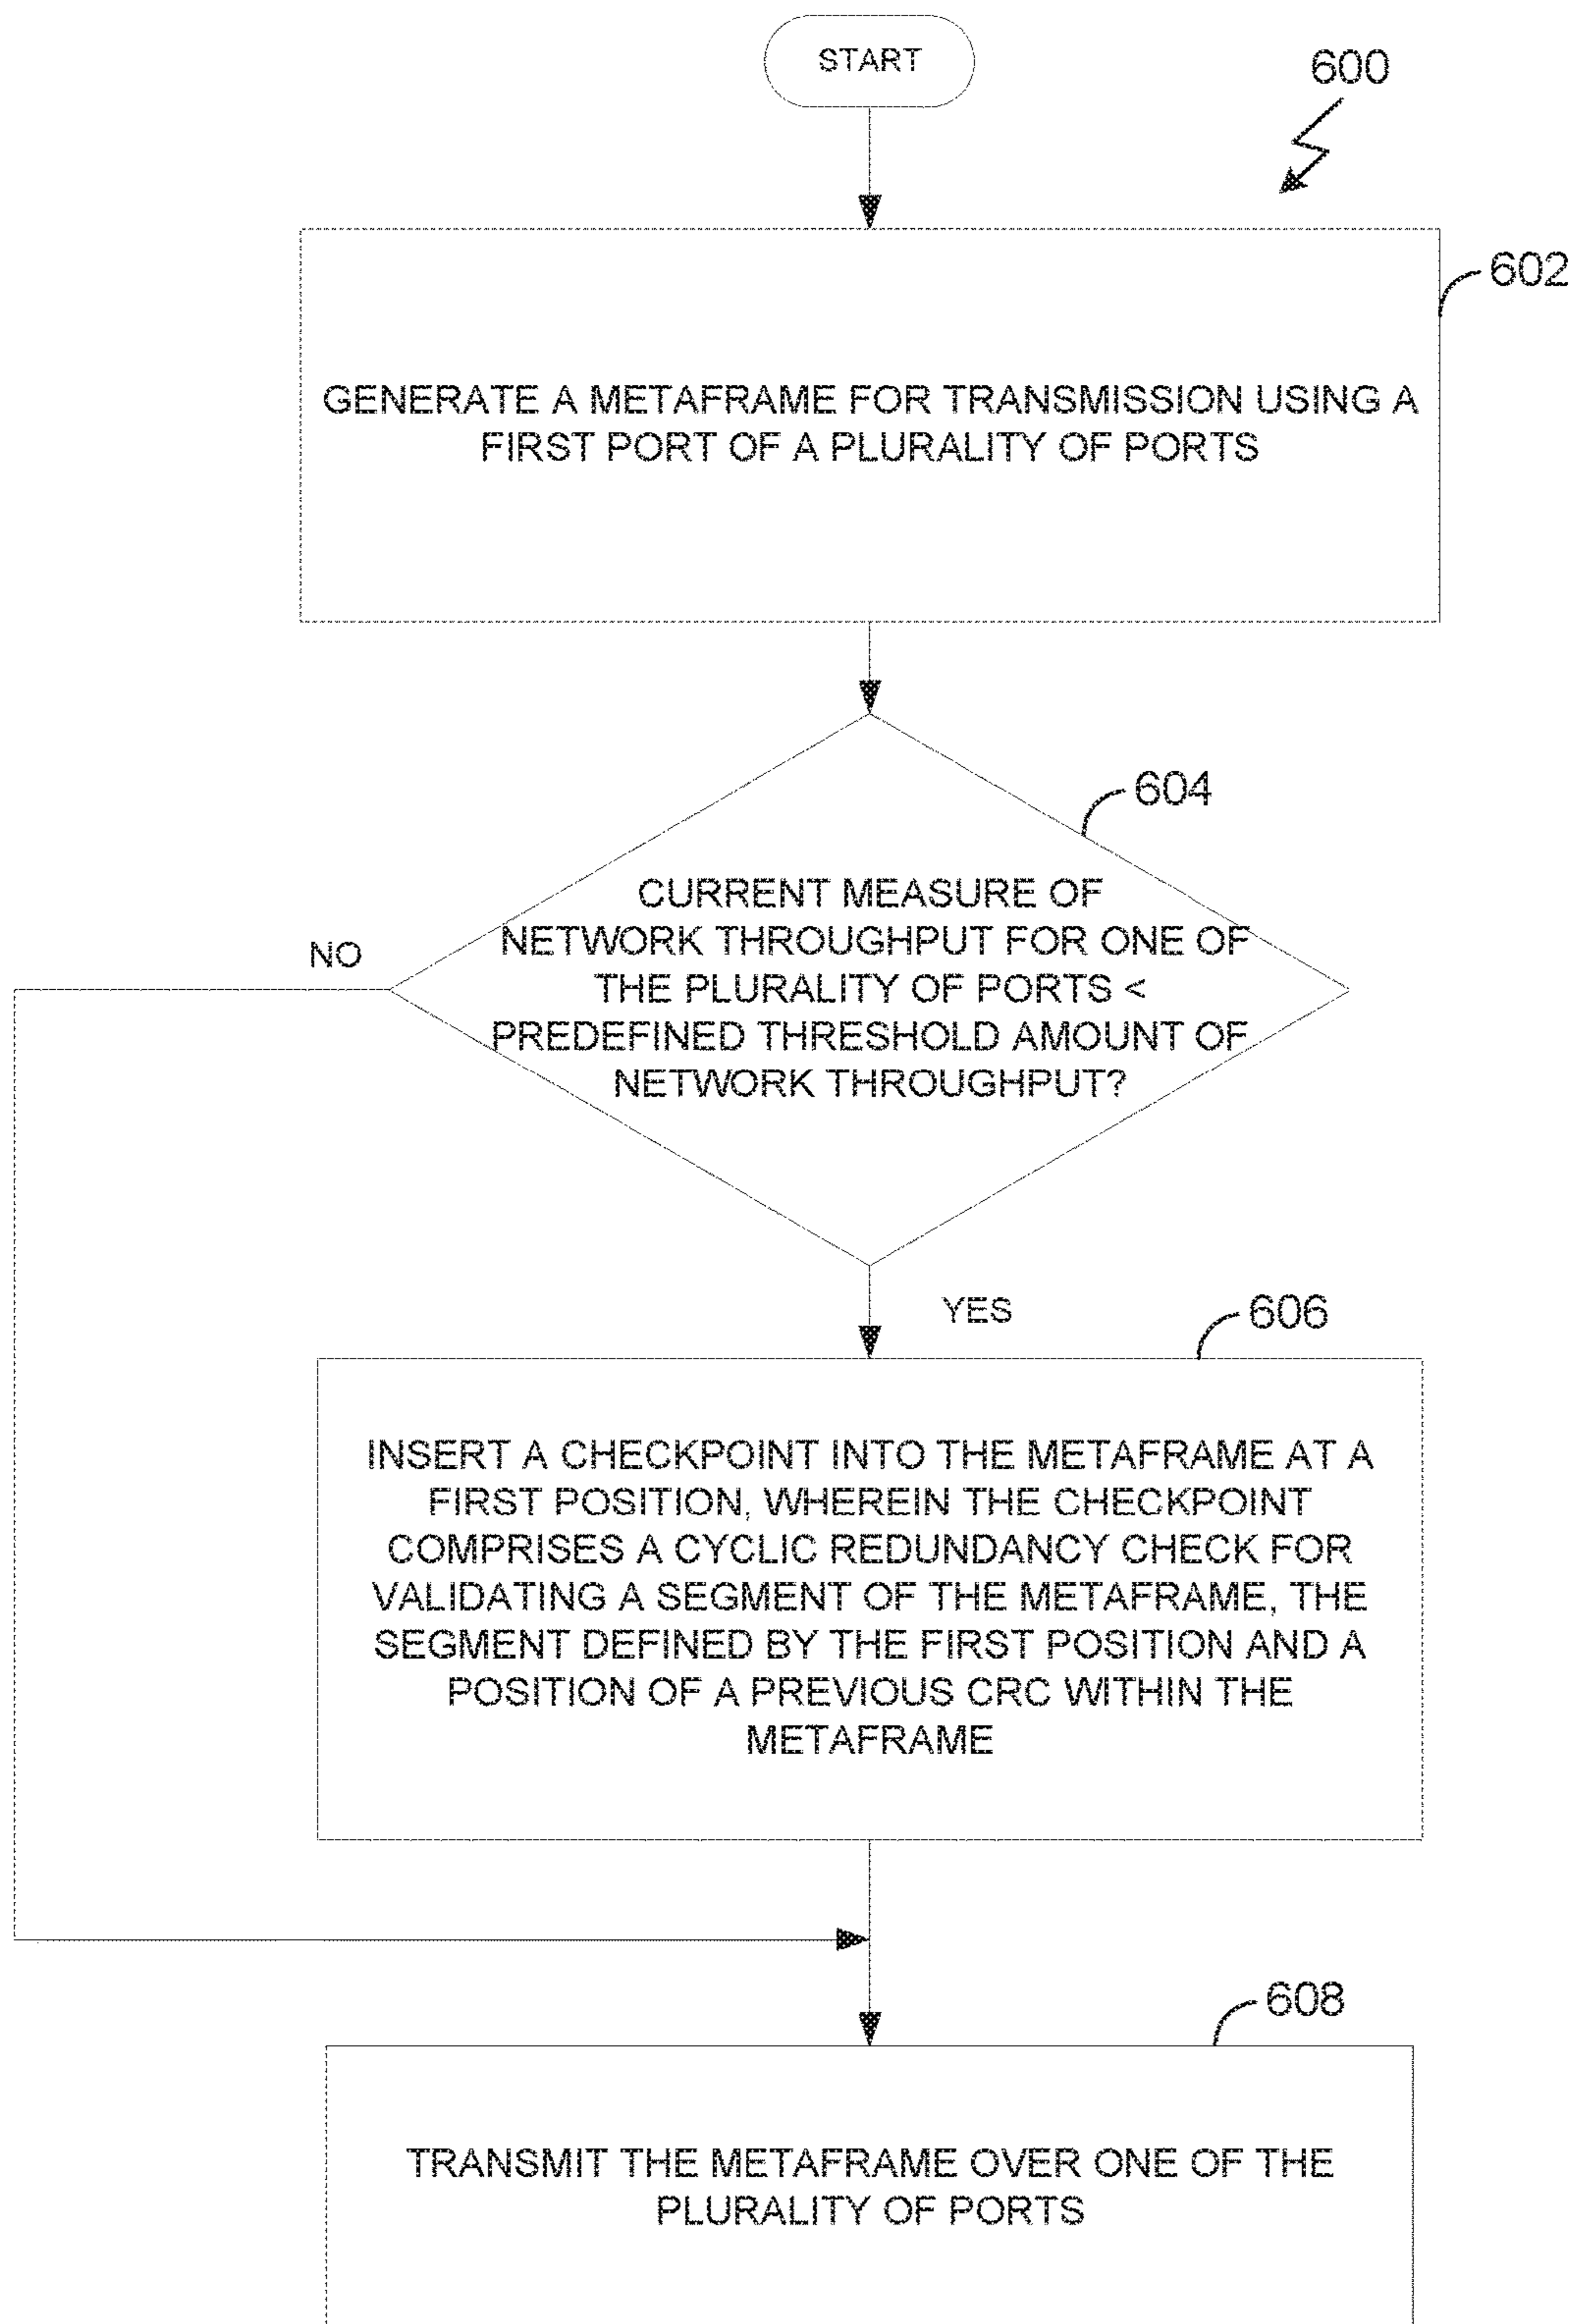 START
600
602
GENERATE A METAFRAME FOR TRANSMISSION USING A
FIRST PORT OF A PLURALITY OF PORTS
604
CURRENT MEASURE OF
NETWORK THROUGHPUT FOR ONE OF
THE PLURALITY OF PORTS <
PREDEFINED THRESHOLD AMOUNT OF
NETWORK THROUGHPUT?
NO
YES
606
INSERT A CHECKPOINT INTO THE METAFRAME AT A
FIRST POSITION, WHEREIN THE CHECKPOINT
COMPRISES A CYCLIC REDUNDANCY CHECK FOR
VALIDATING A SEGMENT OF THE METAFRAME, THE
SEGMENT DEFINED BY THE FIRST POSITION AND A
POSITION OF A PREVIOUS CRC WITHIN THE
METAFRAME
608
TRANSMIT THE METAFRAME OVER ONE OF THE
PLURALITY OF PORTS